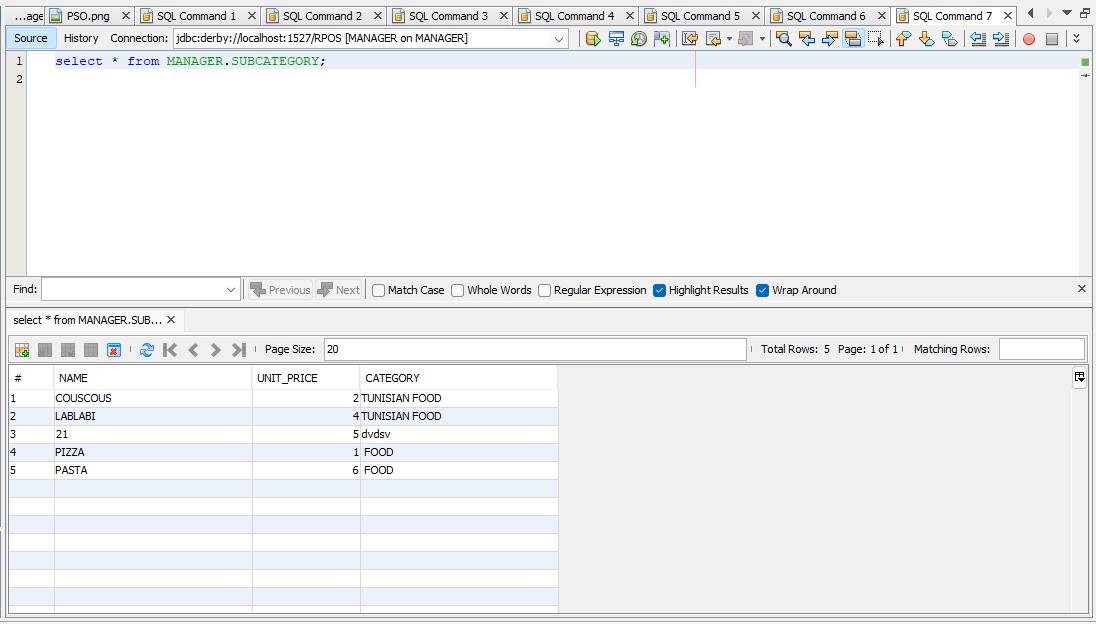 ...age PSO.png SQL Command 1 SQL Command 2 SQL Command 3 SQL Command 4 SQL Command 5 SQL Command 6 SQL Command 7
Source History Connection: jdbc:derby://localhost:1527/RPOS [MANAGER on MANAGER]
1 select * from MANAGER.SUBCATEGORY;
2
Find: Previous Next Match Case Whole Words Regular Expression Highlight Results Wrap Around
select * from MANAGER.SUB...
Page Size: 20 Total Rows: 5 Page: 1 of 1 Matching Rows:
# NAME UNIT_PRICE CATEGORY
1 COUSCOUS 2 TUNISIAN FOOD
2 LABLABI 4 TUNISIAN FOOD
3 21 5 dvdsv
4 PIZZA 1 FOOD
5 PASTA 6 FOOD